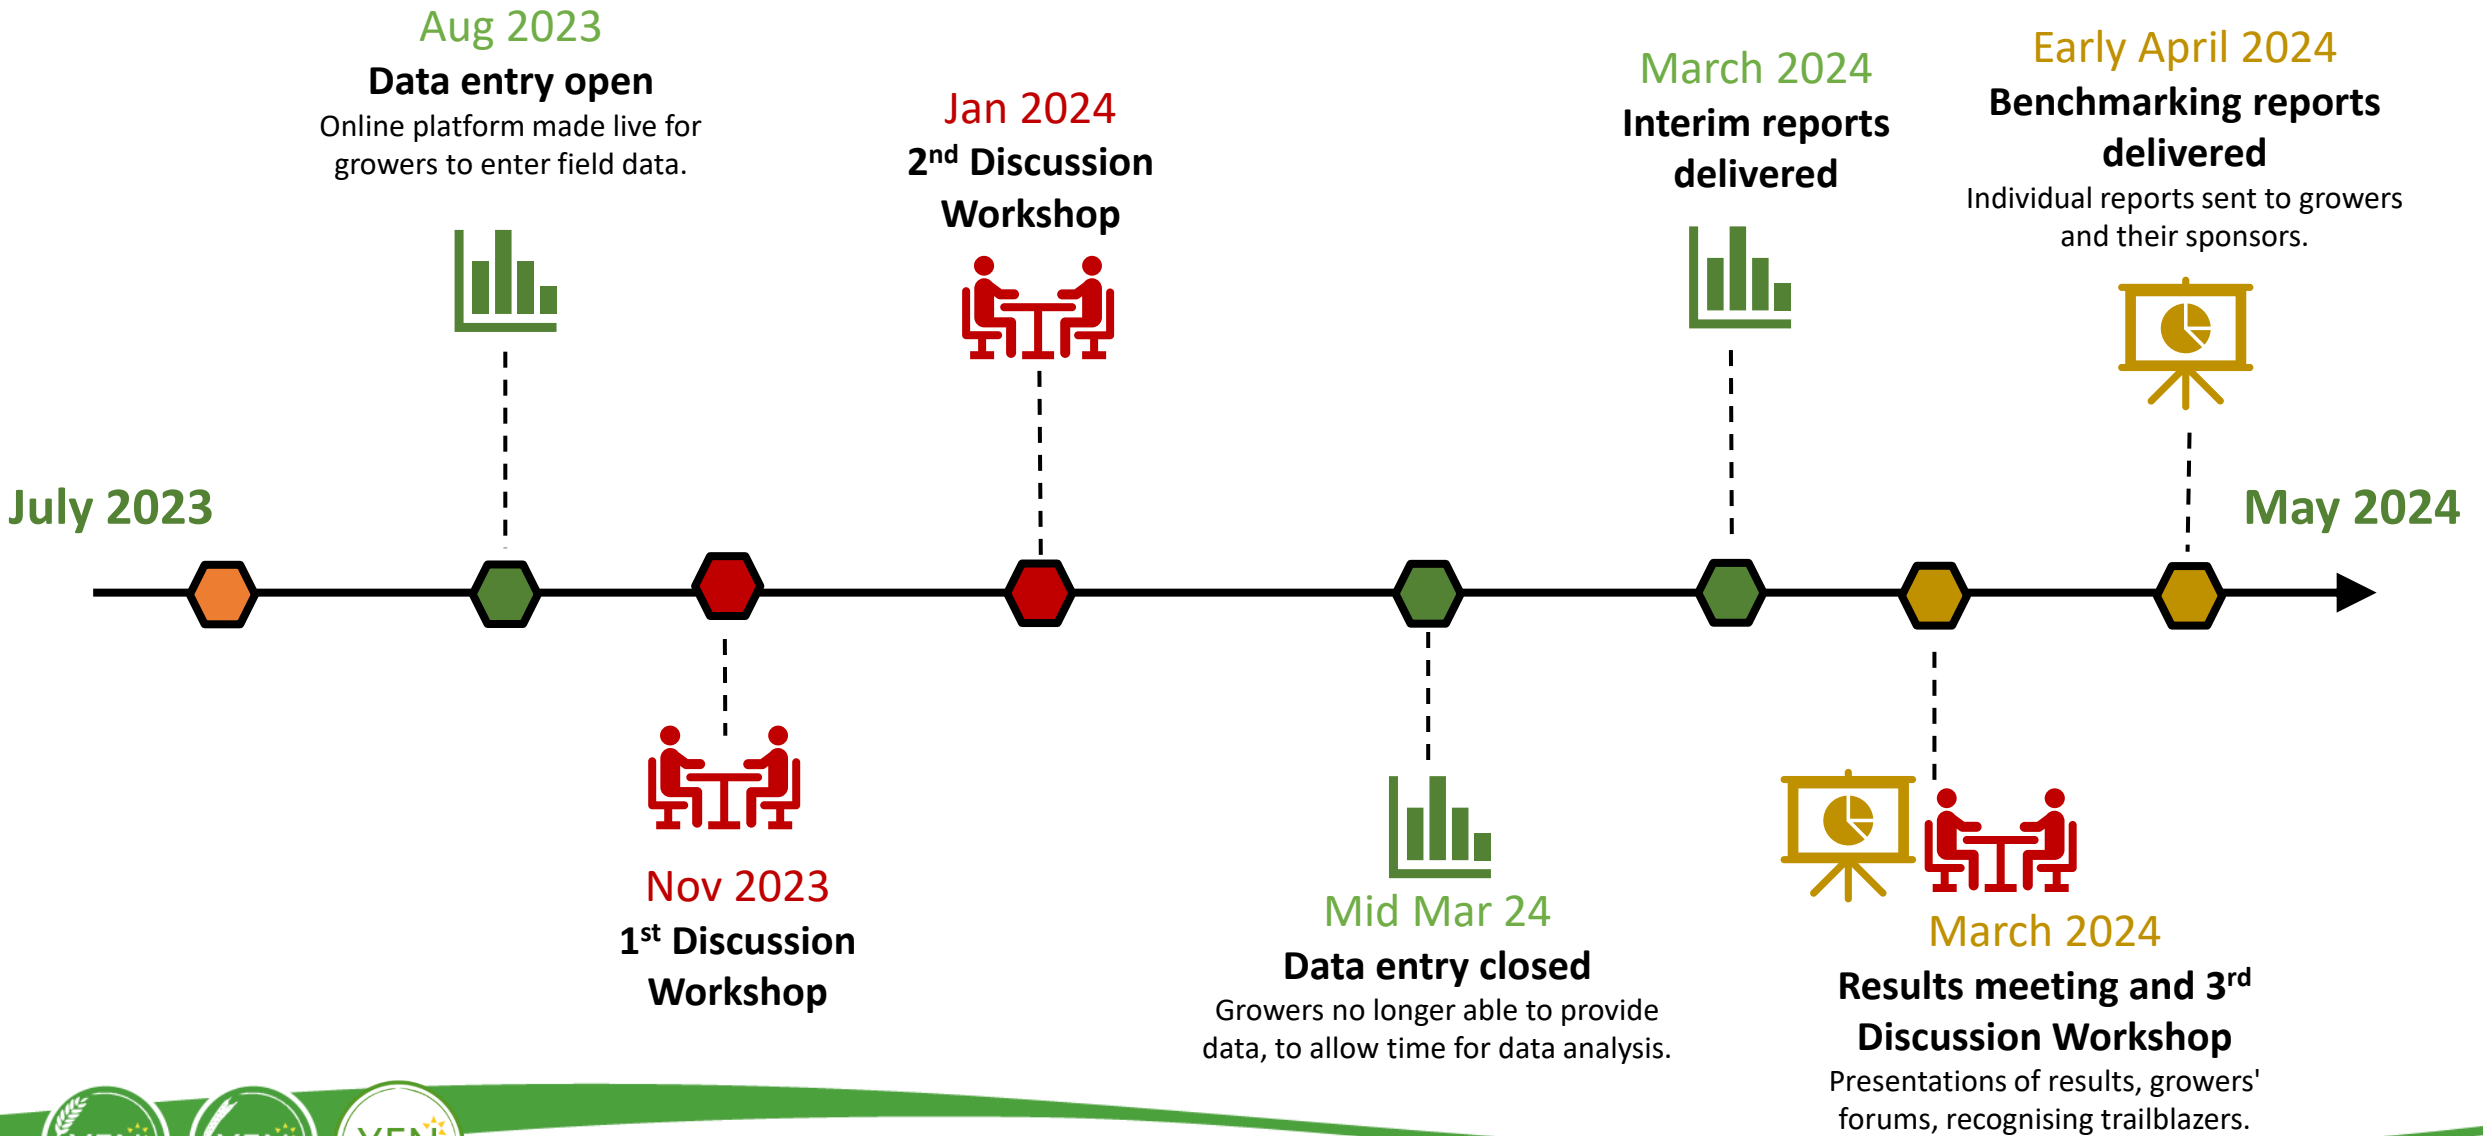 Aug 2023
Data entry open
Online platform made live for
growers to enter field data.
Jan 2024
2nd Discussion
Workshop
March 2024
Interim reports
delivered
Early April 2024
Benchmarking reports
delivered
Individual reports sent to growers
and their sponsors.
July 2023
May 2024
Nov 2023
1st Discussion
Workshop
Mid Mar 24
Data entry closed
Growers no longer able to provide
data, to allow time for data analysis.
March 2024
Results meeting and 3rd
Discussion Workshop
Presentations of results, growers'
forums, recognising trailblazers.
YEN